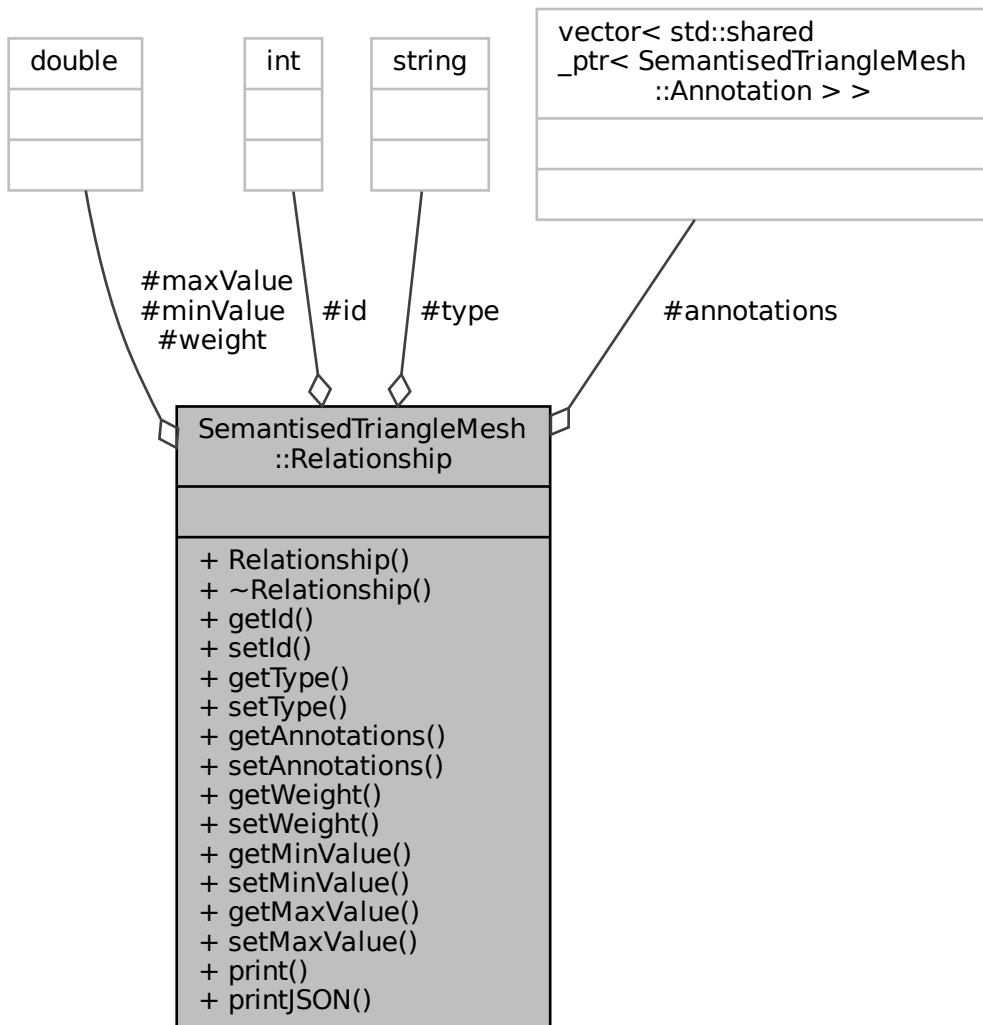 double
int
string
vector< std::shared
_ptr< SemantisedTriangleMesh
::Annotation > >
#maxValue
#minValue
#weight
#id
#type
#annotations
SemantisedTriangleMesh
::Relationship
+ Relationship()
+ ~Relationship()
+ getId()
+ setId()
+ getType()
+ setType()
+ getAnnotations()
+ setAnnotations()
+ getWeight()
+ setWeight()
+ getMinValue()
+ setMinValue()
+ getMaxValue()
+ setMaxValue()
+ print()
+ printJSON()